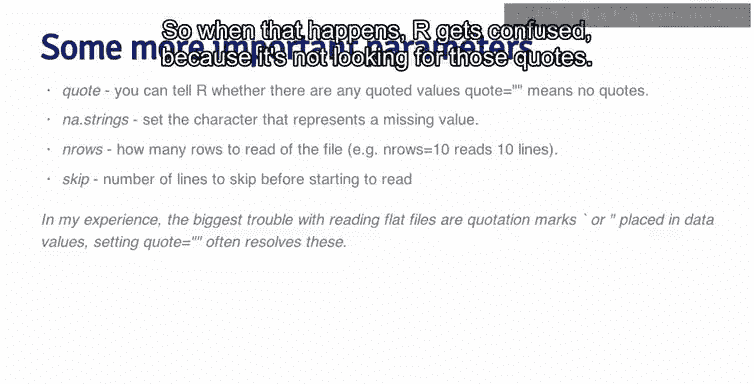 So when that happens, R gets confused,
because it's not looking for those quotes.
Some more important parameters
· quote - you can tell R whether there are any quoted values quote="" means no quotes.
· na.strings - set the character that represents a missing value.
· nrows - how many rows to read of the file (e.g. nrows=10 reads 10 lines).
· skip - number of lines to skip before starting to read
In my experience, the biggest trouble with reading flat files are quotation marks ` or " placed in data
values, setting quote="" often resolves these.